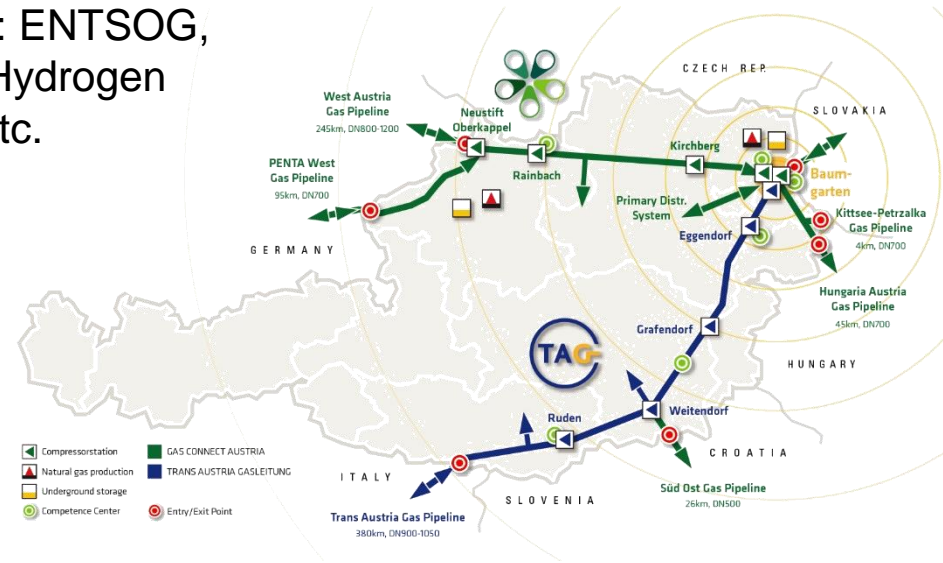 : ENTSOG,
Hydrogen
tc.
CZECH REP.
SLOVAKIA
West Austria
Gas Pipeline
245km, DN800-1200
Neustift
Oberkappel
Rainbach
Kirchberg
Baum-
garten
PENTA West
Gas Pipeline
95km, DN700
Primary Distr.
System
Kittsee-Petrzalka
Gas Pipeline
4km, DN700
GERMANY
Eggendorf
Hungaria Austria
Gas Pipeline
45km, DN700
Grafendorf
TAG
HUNGARY
Ruden
Weitendorf
CROATIA
ITALY
SLOVENIA
Süd Ost Gas Pipeline
26km, DN500
Trans Austria Gas Pipeline
380km, DN900-1050
Compressorstation
GAS CONNECT AUSTRIA
Natural gas production
TRANS AUSTRIA GASLEITUNG
Underground storage
Competence Center
Entry/Exit Point